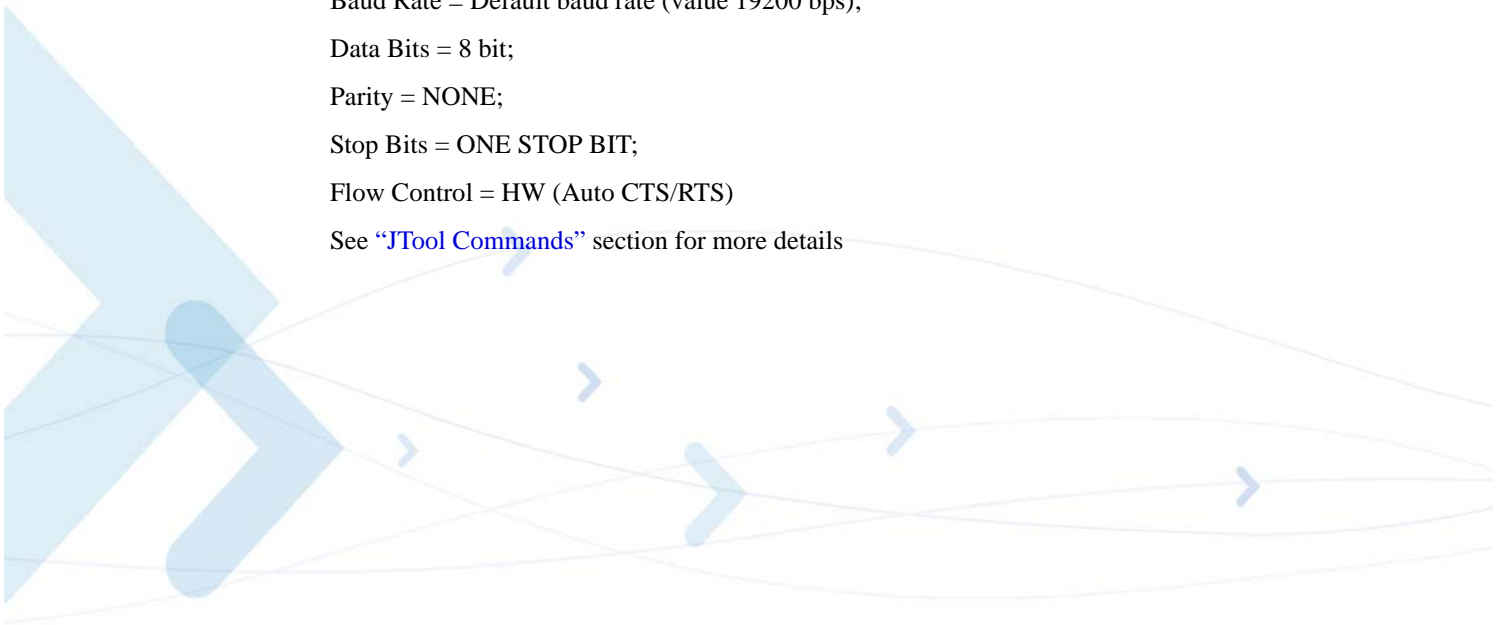 Baud Rate = Default baud rate (value 19200 bps);
Data Bits = 8 bit;
Parity = NONE;
Stop Bits = ONE STOP BIT;
Flow Control = HW (Auto CTS/RTS)
See “JTool Commands” section for more details